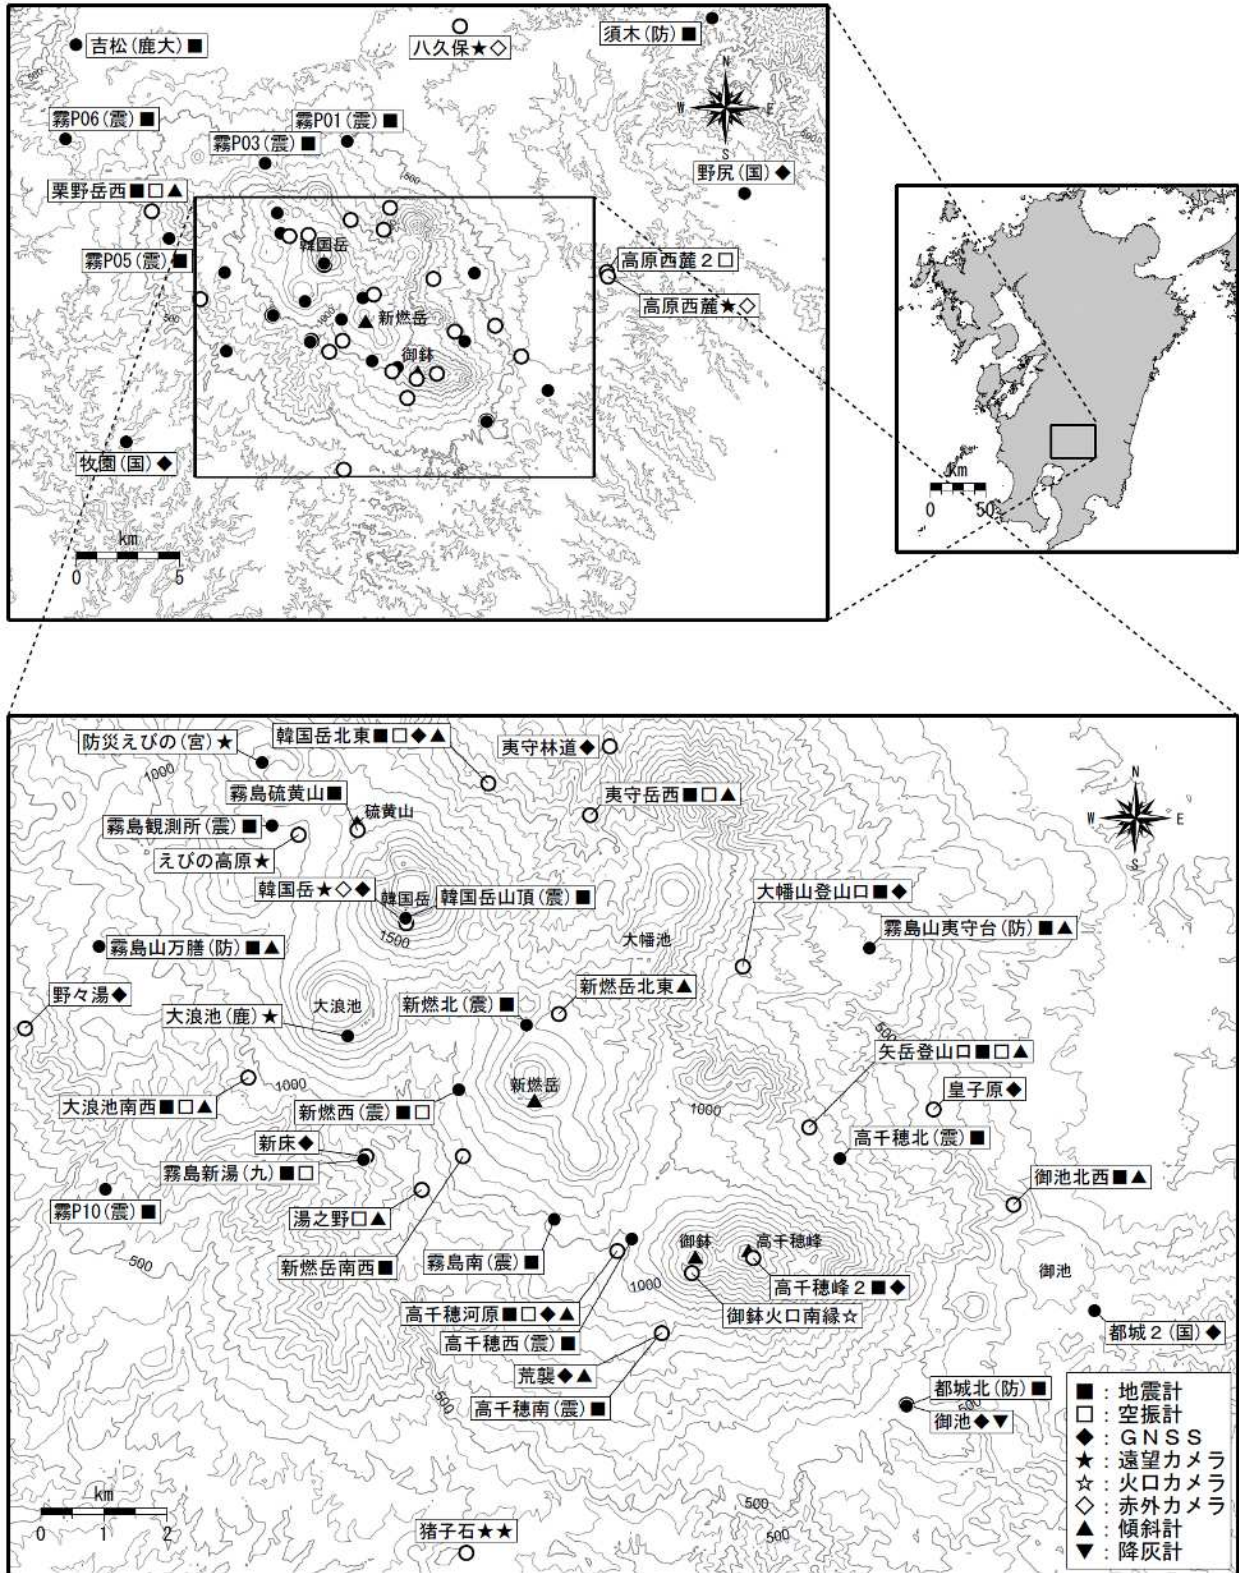 吉松(鹿大)■
八久保★◇
須木(防)■
N
W E
S
霧P06(震)■
霧P01(震)■
霧P03(震)■
野尻(国)◆
栗野岳西■□▲
霧P05(震)■
韓国岳
高原西麓2□
高原西麓★◇
新燃岳
御鉢
牧園(国)◆
500
500
500
1000
km
0 5
km
0 50
防災えびの(宮)★
韓国岳北東■□◆▲
夷守林道◆
1000
霧島硫黄山■
硫黄山
夷守岳西■□▲
霧島観測所(震)■
えびの高原★
N
W E
S
韓国岳★◇◆
韓国岳
韓国岳山頂(震)■
大幡山登山口■◆
1500
大幡池
霧島山夷守台(防)■▲
霧島山万膳(防)■▲
野々湯◆
大浪池
新燃北(震)■
新燃岳北東▲
大浪池(鹿)★
500
矢岳登山口■□▲
1000
新燃岳
大浪池南西■□▲
皇子原◆
新燃西(震)■□
1000
高千穂北(震)■
新床◆
霧島新湯(九)■□
御池北西■▲
霧P10(震)■
湯之野□▲
500
新燃岳南西■
霧島南(震)■
御鉢
高千穂峰
御池
1000
高千穂峰2■◆
高千穂河原■□◆▲
御鉢火口南縁☆
高千穂西(震)■
都城2(国)◆
荒襲◆▲
高千穂南(震)■
500
都城北(防)■
御池◆▼
500
km
0 1 2
500
500
猪子石★★
■:地震計
□:空振計
◆:GNSS
★:遠望カメラ
☆:火口カメラ
◇:赤外カメラ
▲:傾斜計
▼:降灰計